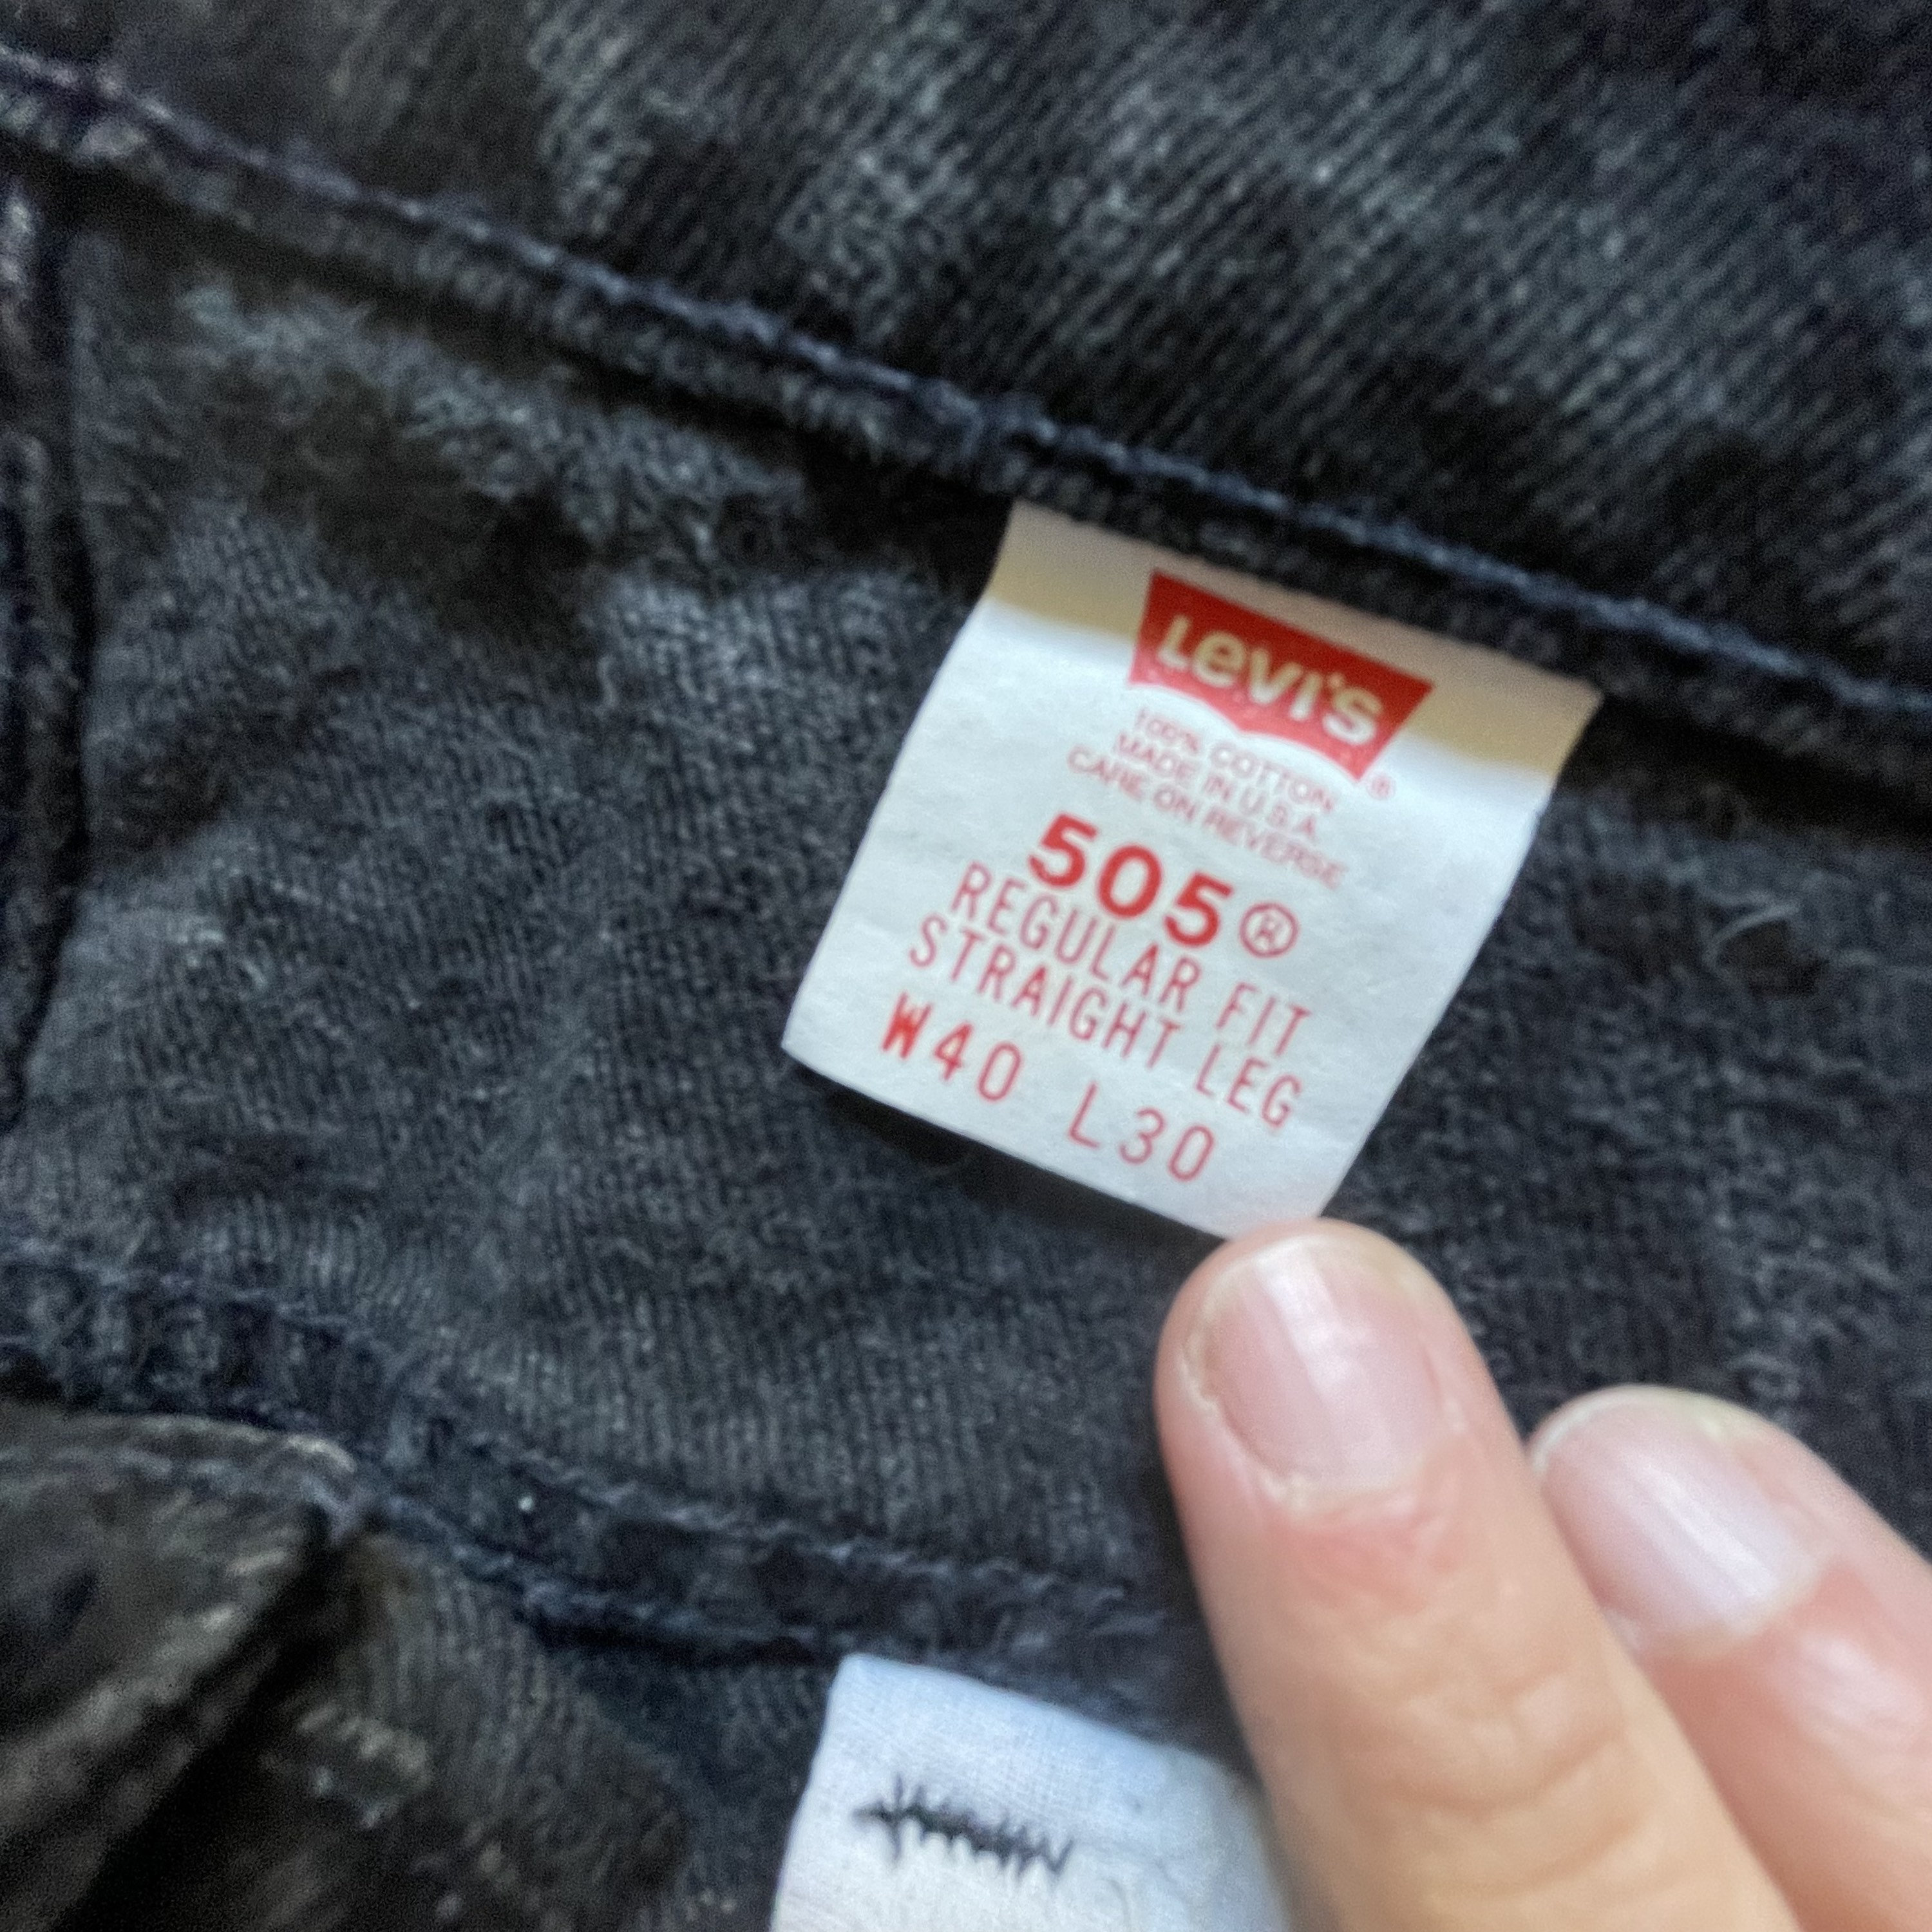 Levi's®
100% COTTON
MADE IN U.S.A.
CARE ON REVERSE
505®
REGULAR FIT
STRAIGHT LEG
W40 L30